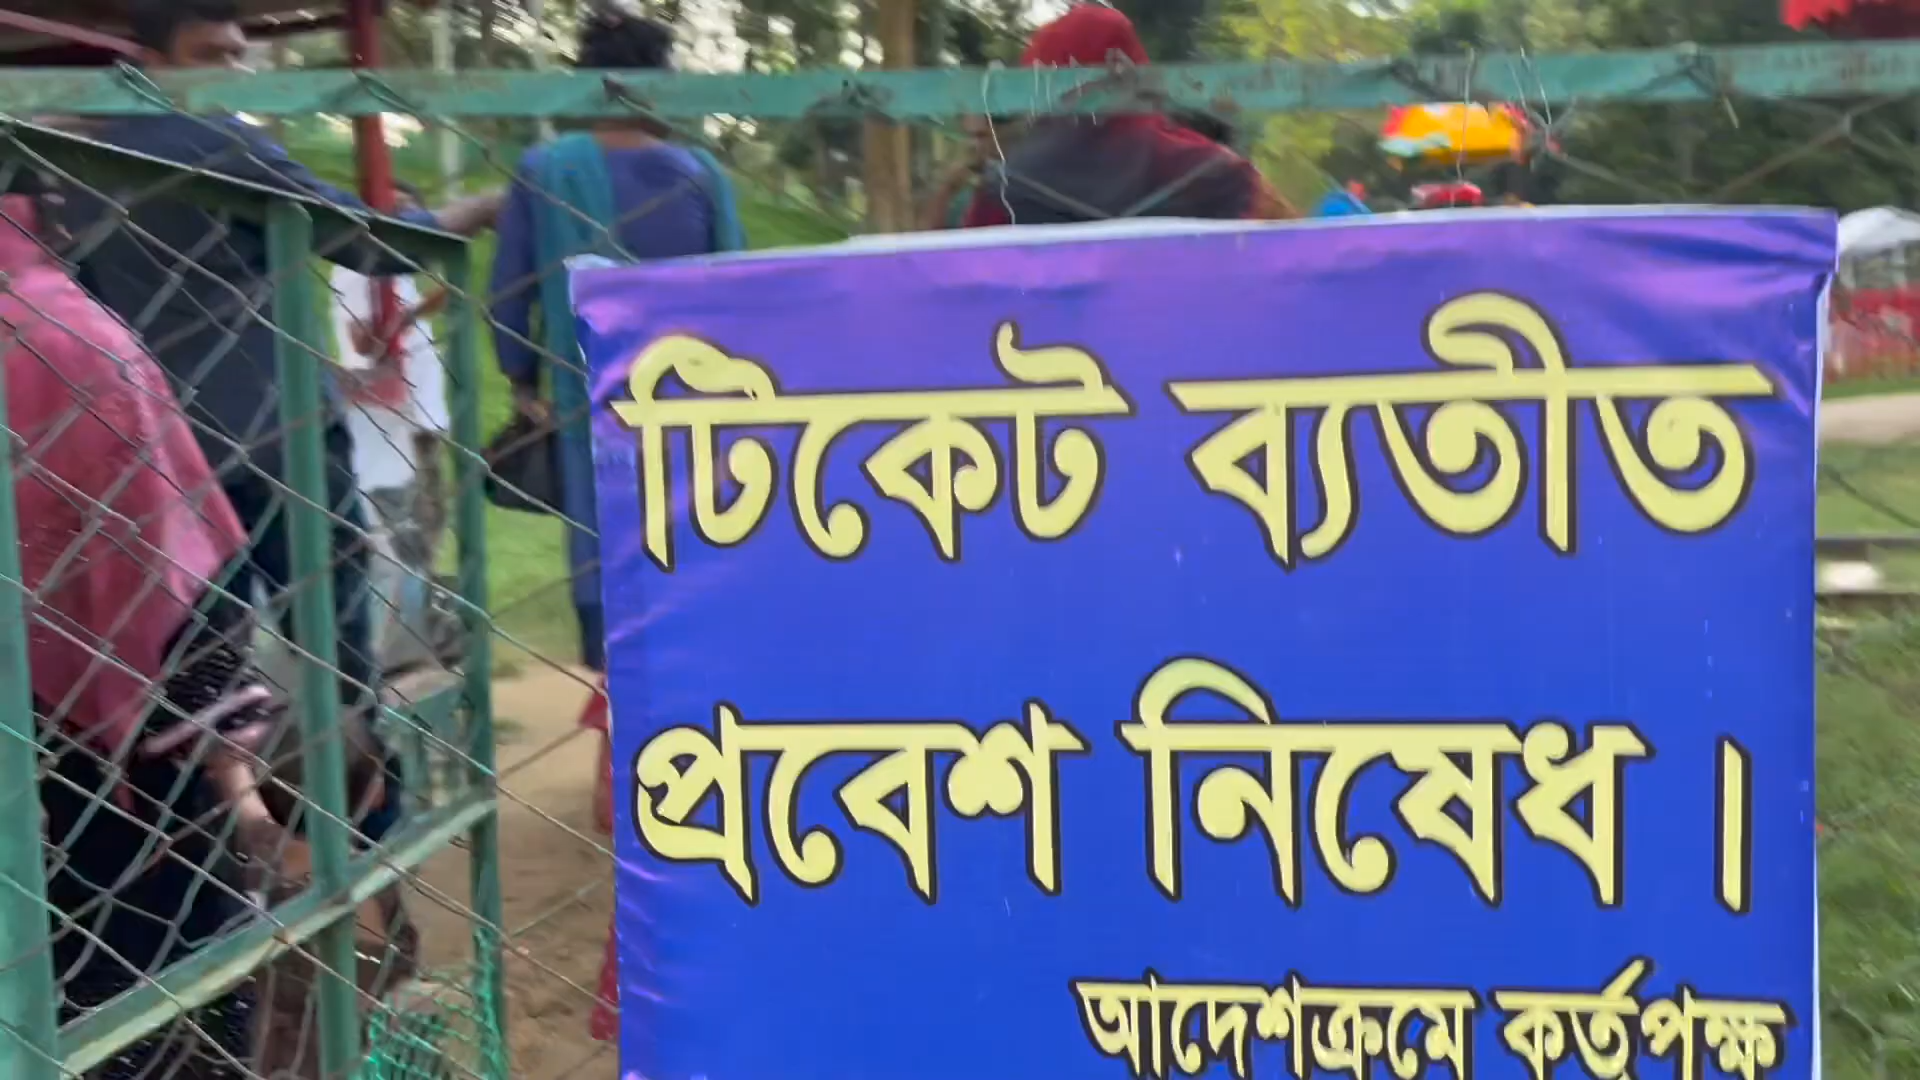 টিকেট ব্যতীত
প্রবেশ নিষেধ ।
আদেশক্রমে কর্তৃপক্ষ